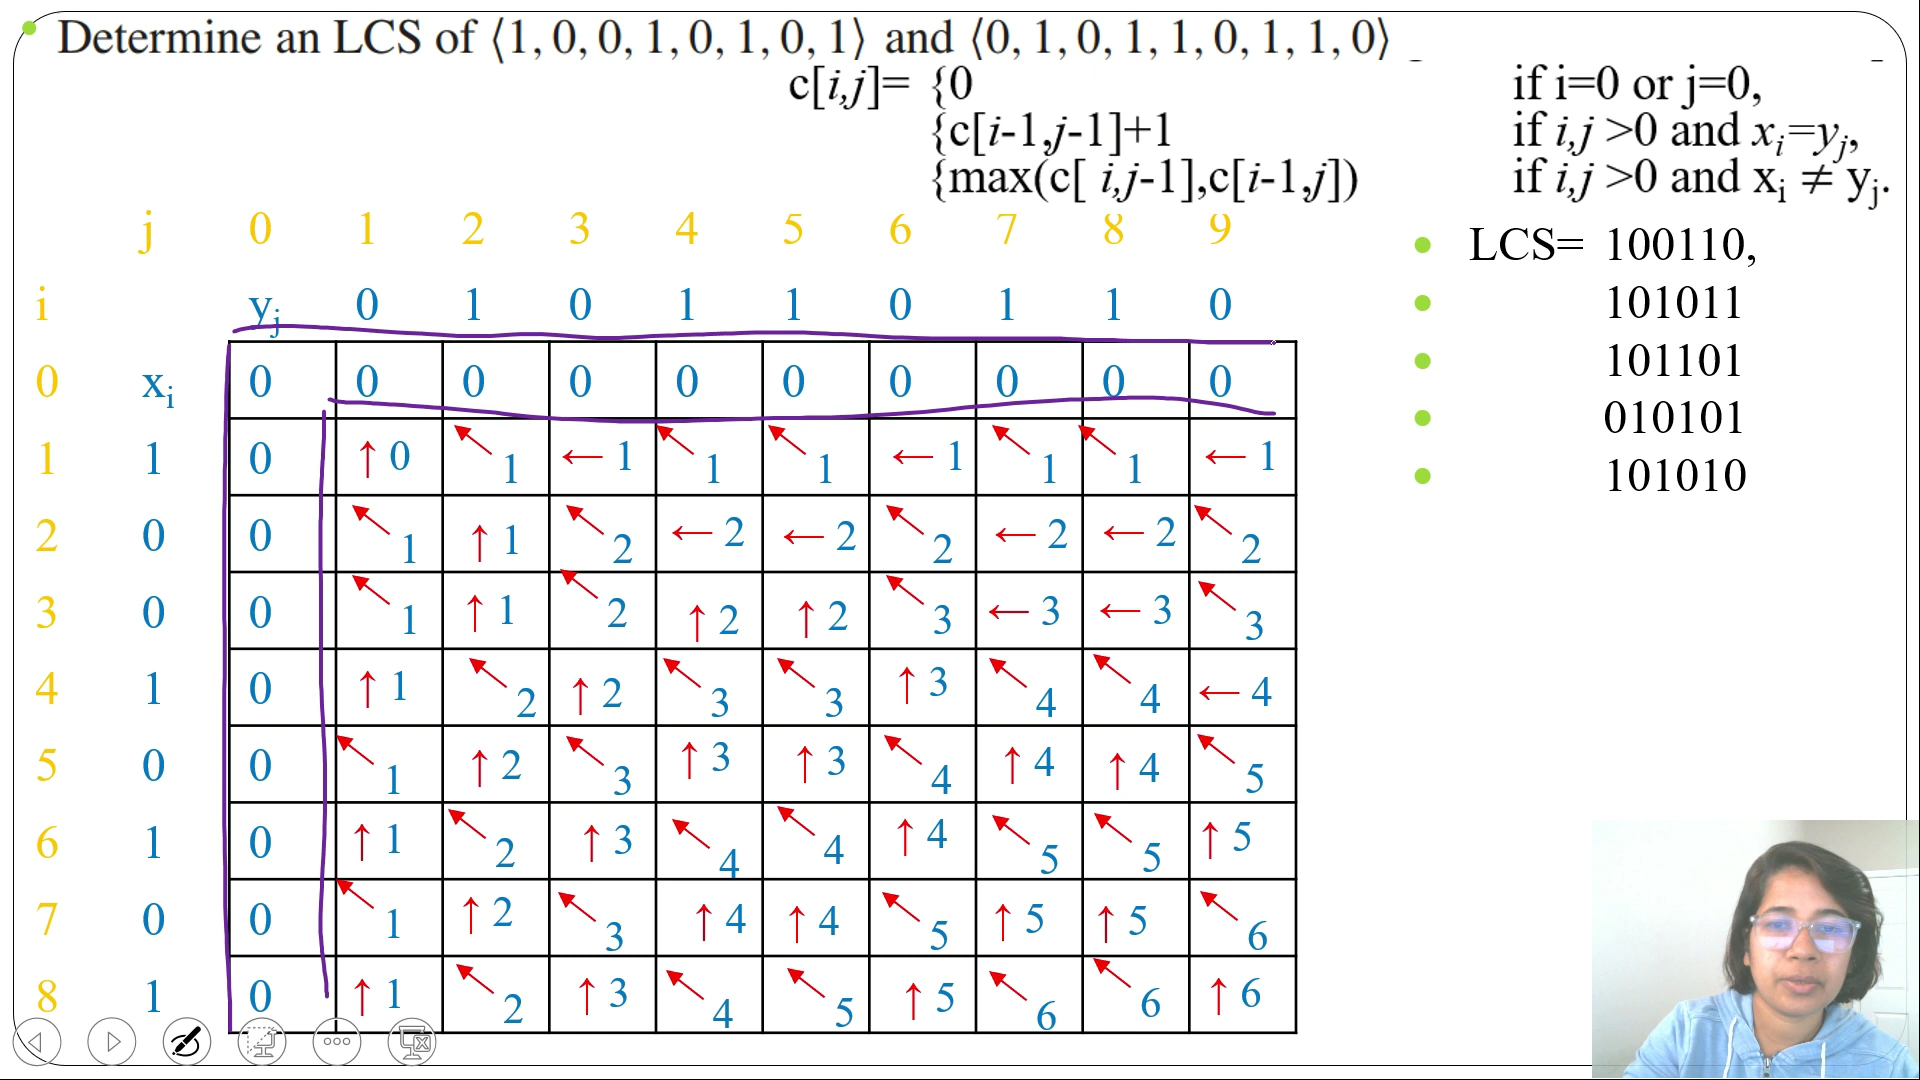 Determine an LCS of ⟨1, 0, 0, 1, 0, 1, 0, 1⟩ and ⟨0, 1, 0, 1, 1, 0, 1, 1, 0⟩
c[i,j]= {0 if i=0 or j=0,
{c[i-1,j-1]+1 if i,j >0 and xi=yj,
{max(c[ i,j-1],c[i-1,j]) if i,j >0 and xi ≠ yj.
j 0 1 2 3 4 5 6 7 8 9
i yj 0 1 0 1 1 0 1 1 0
0 xi 0 0 0 0 0 0 0 0 0 0
1 1 0 ↑ 0 ↖ 1 ← 1 ↖ 1 ↖ 1 ← 1 ↖ 1 ↖ 1 ← 1
2 0 0 ↖ 1 ↑ 1 ↖ 2 ← 2 ← 2 ↖ 2 ← 2 ← 2 ↖ 2
3 0 0 ↖ 1 ↑ 1 ↖ 2 ↑ 2 ↑ 2 ↖ 3 ← 3 ← 3 ↖ 3
4 1 0 ↑ 1 ↖ 2 ↑ 2 ↖ 3 ↖ 3 ↑ 3 ↖ 4 ↖ 4 ← 4
5 0 0 ↖ 1 ↑ 2 ↖ 3 ↑ 3 ↑ 3 ↖ 4 ↑ 4 ↑ 4 ↖ 5
6 1 0 ↑ 1 ↖ 2 ↑ 3 ↖ 4 ↖ 4 ↑ 4 ↖ 5 ↖ 5 ↑ 5
7 0 0 ↖ 1 ↑ 2 ↖ 3 ↑ 4 ↑ 4 ↖ 5 ↑ 5 ↑ 5 ↖ 6
8 1 0 ↑ 1 ↖ 2 ↑ 3 ↖ 4 ↖ 5 ↑ 5 ↖ 6 ↖ 6 ↑ 6
LCS= 100110,
101011
101101
010101
101010